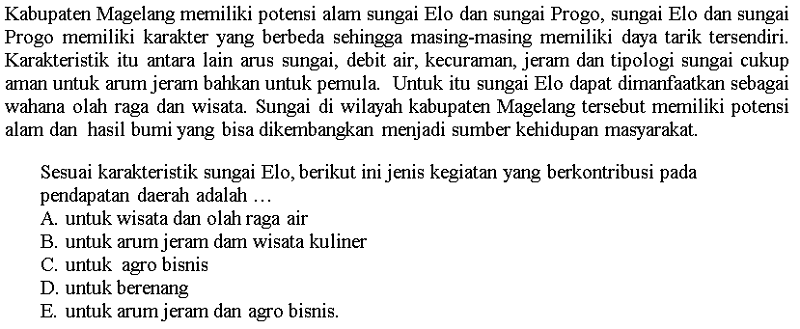 Kabupaten Magelang memiliki potensi alam sungai Elo dan sungai Progo, sungai Elo dan sungai
Progo memiliki karakter yang berbeda sehingga masing-masing memiliki daya tarik tersendiri.
Karakteristik itu antara lain arus sungai, debit air, kecuraman, jeram dan tipologi sungai cukup
aman untuk arum jeram bahkan untuk pemula. Untuk itu sungai Elo dapat dimanfaatkan sebagai
wahana olah raga dan wisata. Sungai di wilayah kabupaten Magelang tersebut memiliki potensi
alam dan hasil bumi yang bisa dikembangkan menjadi sumber kehidupan masyarakat.
Sesuai karakteristik sungai Elo, berikut ini jenis kegiatan yang berkontribusi pada
pendapatan daerah adalah …
A. untuk wisata dan olah raga air
B. untuk arum jeram dam wisata kuliner
C. untuk agro bisnis
D. untuk berenang
E. untuk arum jeram dan agro bisnis.